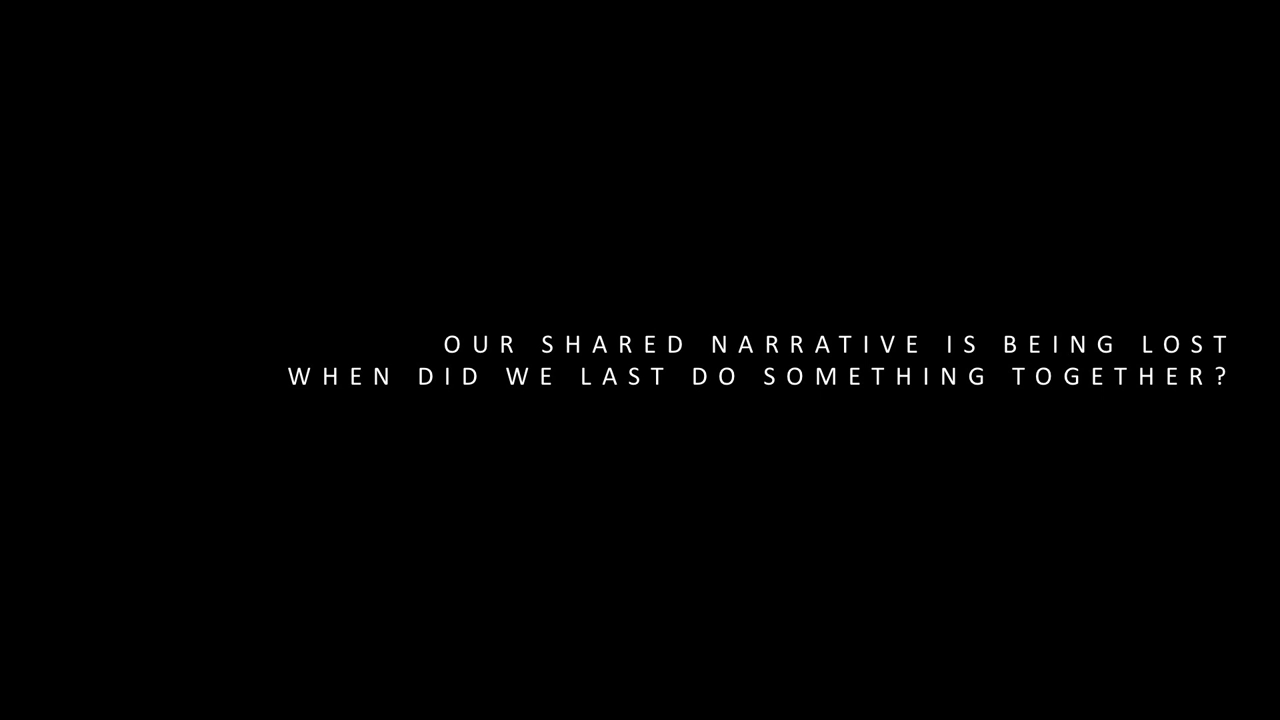 OUR SHARED NARRATIVE IS BEING LOST
WHEN DID WE LAST DO SOMETHING TOGETHER?